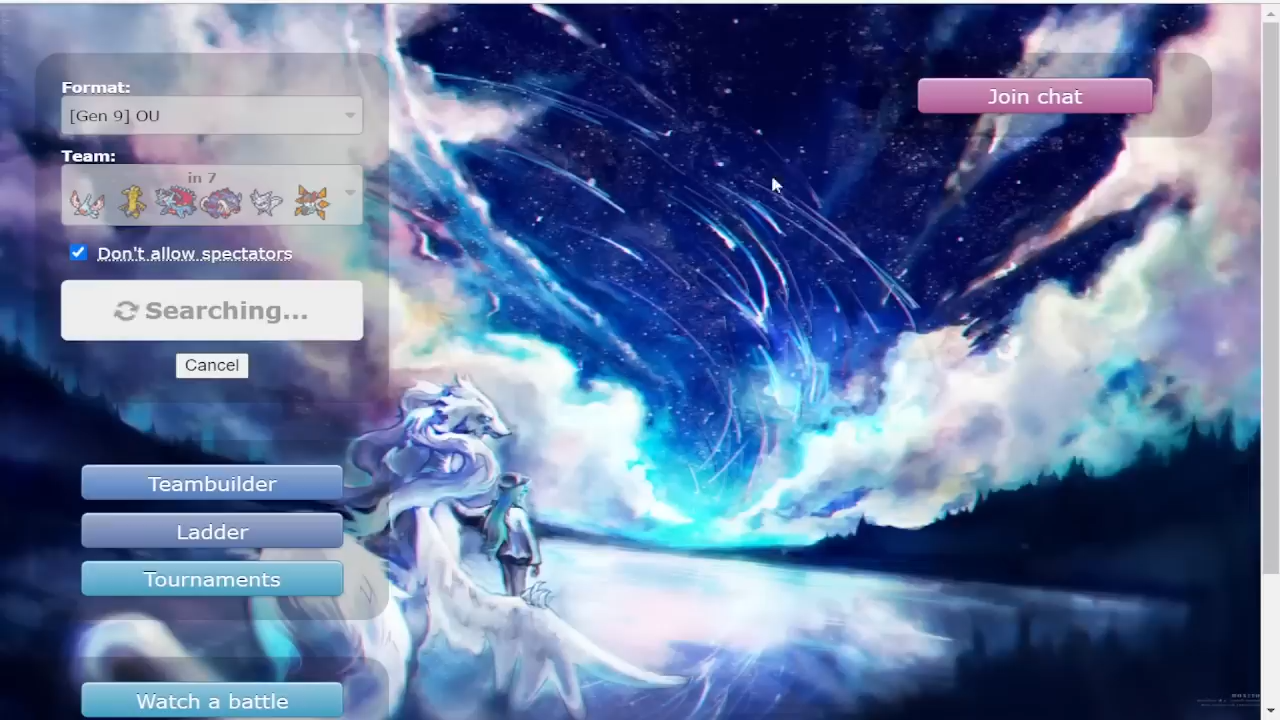 Format:
[Gen 9] OU
Team:
in 7
Don't allow spectators
Searching...
Cancel
Teambuilder
Ladder
Tournaments
Watch a battle
Join chat